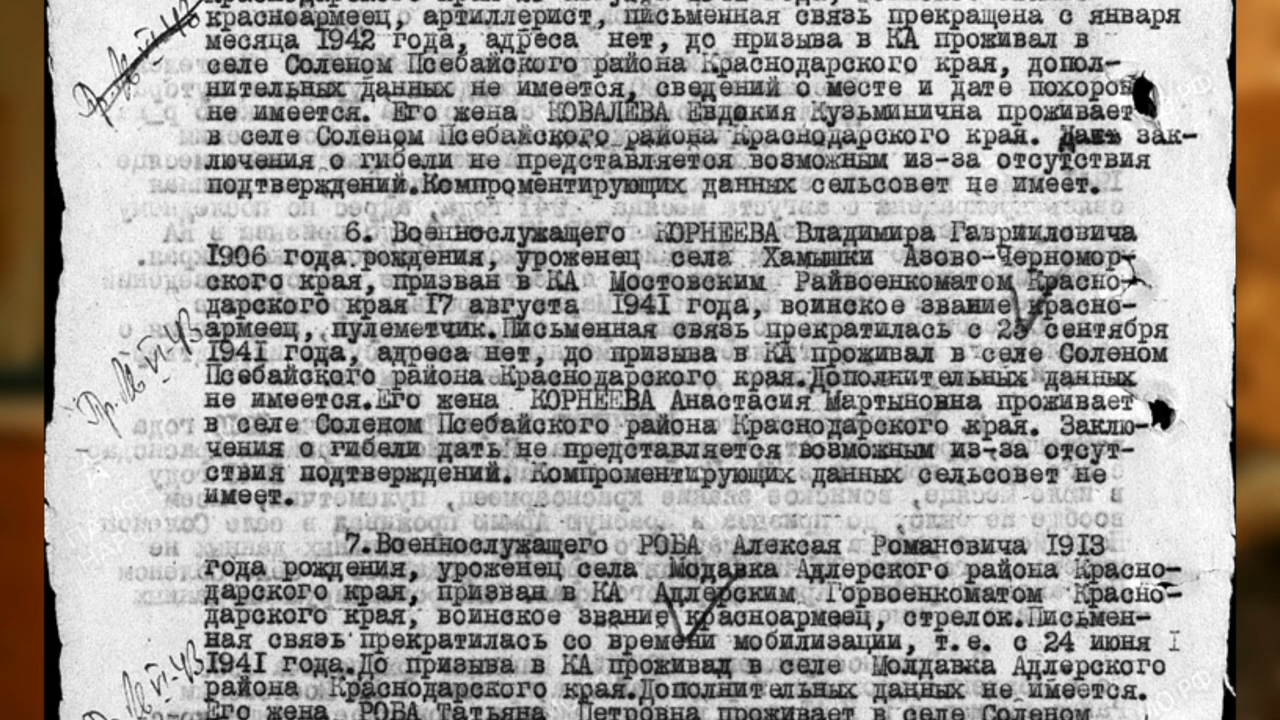 красноармеец, артиллерист, письменная связь прекращена с января
месяца 1942 года, адреса нет, до призыва в КА проживал в
селе Соленом Псебайского района Краснодарского края, допол-
нительных данных не имеется, сведений о месте и дате похорон
не имеется. Его жена КОВАЛЕВА Евдокия Кузьминична проживает
в селе Соленом Псебайского района Краснодарского края. Дать зак-
лючения о гибели не представляется возможным из-за отсутствия
подтверждений.Компроментирующих данных сельсовет не имеет.
6. Военнослужащего КОРНЕЕВА Владимира Гаврииловича
1906 года рождения, уроженец села Хамышки Азово-Черномор-
ского края, призван в КА Мостовским Райвоенкоматом Красно-
дарского края 17 августа 1941 года, воинское звание красно-
армеец, пулеметчик.Письменная связь прекратилась с 25 сентября
1941 года, адреса нет, до призыва в КА проживал в селе Соленом
Псебайского района Краснодарского края.Дополнительных данных
не имеется.Его жена КОРНЕЕВА Анастасия Мартыновна проживает
в селе Соленом Псебайского района Краснодарского края. Заклю-
чения о гибели дать не представляется возможным из-за отсут-
ствия подтверждений. Компроментирующих данных сельсовет не
имеет.
7.Военнослужащего РОВА Алексая Романовича 1913
года рождения, уроженец села Модавка Адлерского района Красно-
дарского края, призван в КА Адлерским Горвоенкоматом Красно-
дарского края, воинское звание красноармеец, стрелок.Письмен-
ная связь прекратилась со времени мобилизации, т.е. с 24 июня I
1941 года.До призыва в КА проживал в селе Молдавка Адлерского
района Краснодарского края.Дополнительных данных не имеется.
Его жена РОВА Татьяна Петровна проживает в селе Соленом